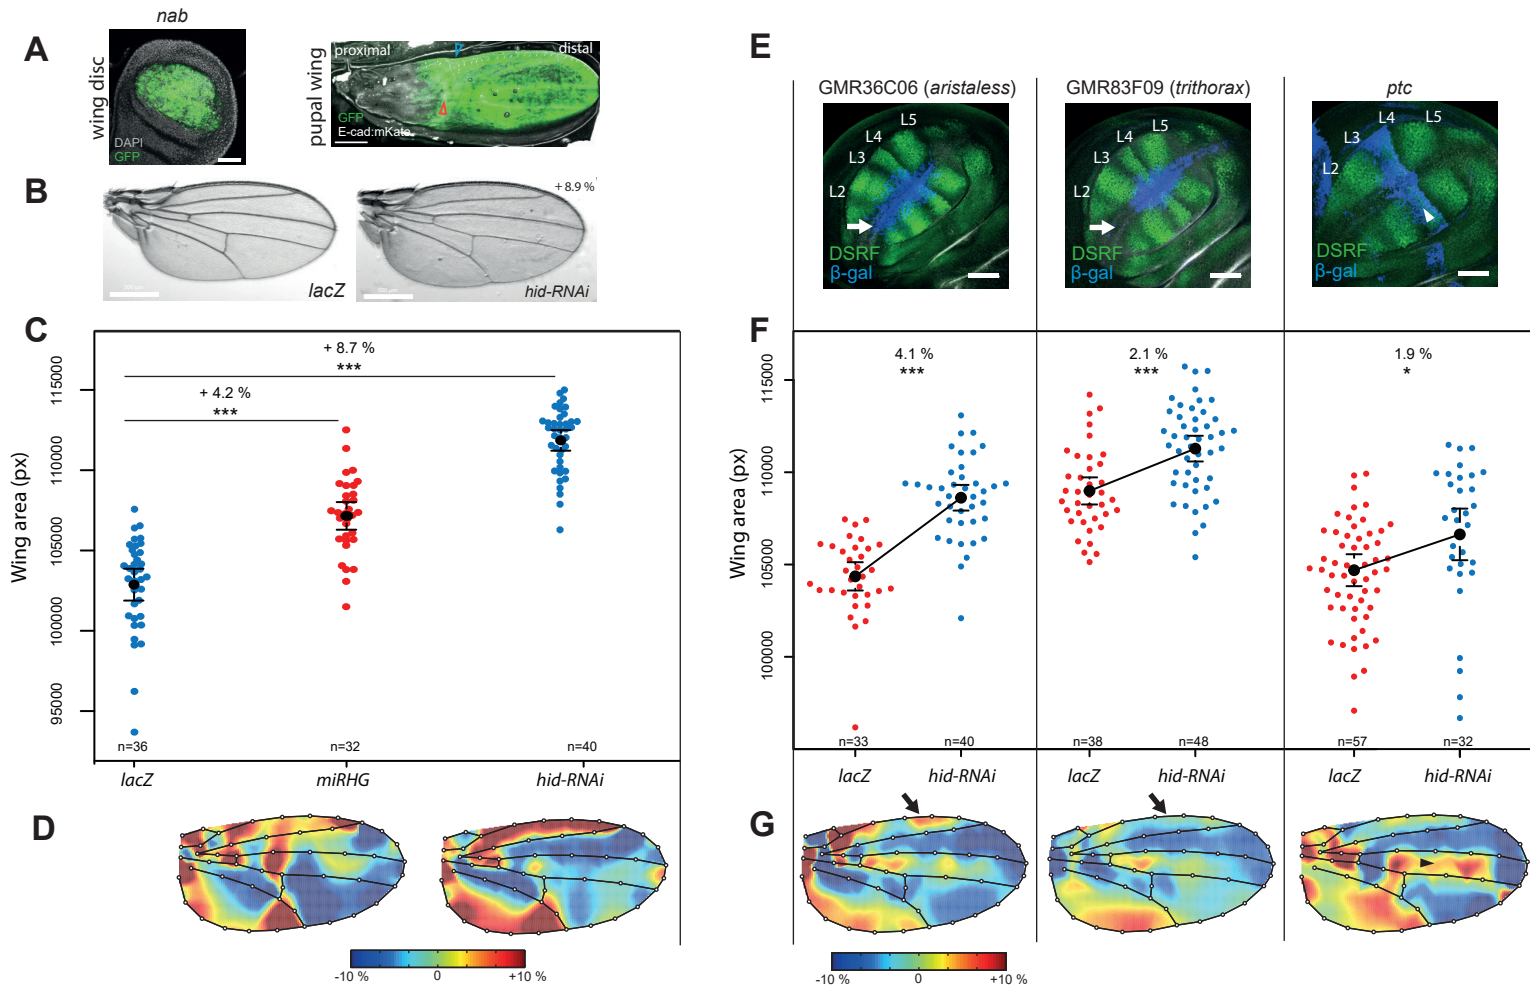 A
nab
wing disc
DAPI
GFP
pupal wing
proximal
distal
GFP
E-cad:mKate
B
lacZ
+ 8.9 %
hid-RNAi
C
+ 8.7 %
***
+ 4.2 %
***
Wing area (px)
115000
110000
105000
100000
95000
n=36
n=32
n=40
lacZ
miRHG
hid-RNAi
D
-10 %
0
+10 %
E
GMR36C06 (aristaless)
GMR83F09 (trithorax)
ptc
L2
L3
L4
L5
DSRF
β-gal
L2
L3
L4
L5
DSRF
β-gal
L2
L3
L4
L5
DSRF
β-gal
F
4.1 %
***
2.1 %
***
1.9 %
*
Wing area (px)
115000
110000
105000
100000
n=33
n=40
n=38
n=48
n=57
n=32
lacZ
hid-RNAi
lacZ
hid-RNAi
lacZ
hid-RNAi
G
-10 %
0
+10 %